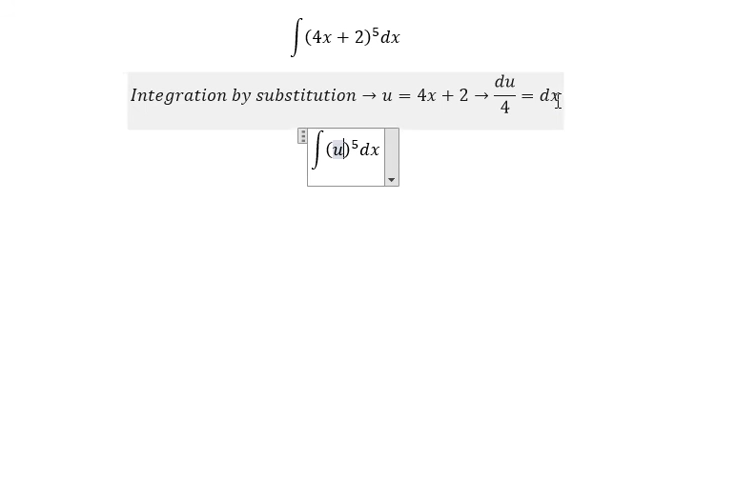 ∫(4x + 2)⁵dx
Integration by substitution → u = 4x + 2 → du/4 = dx
∫(u)⁵dx